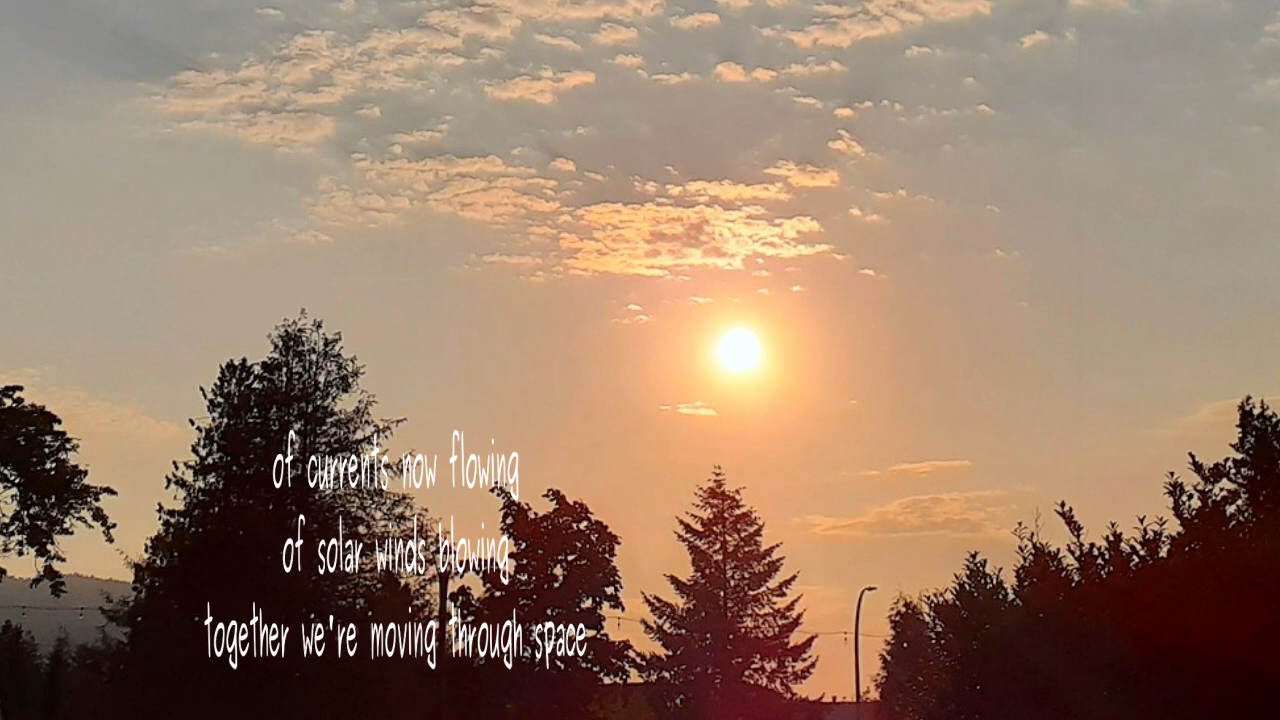 of currents now flowing
of solar winds blowing
together we're moving through space